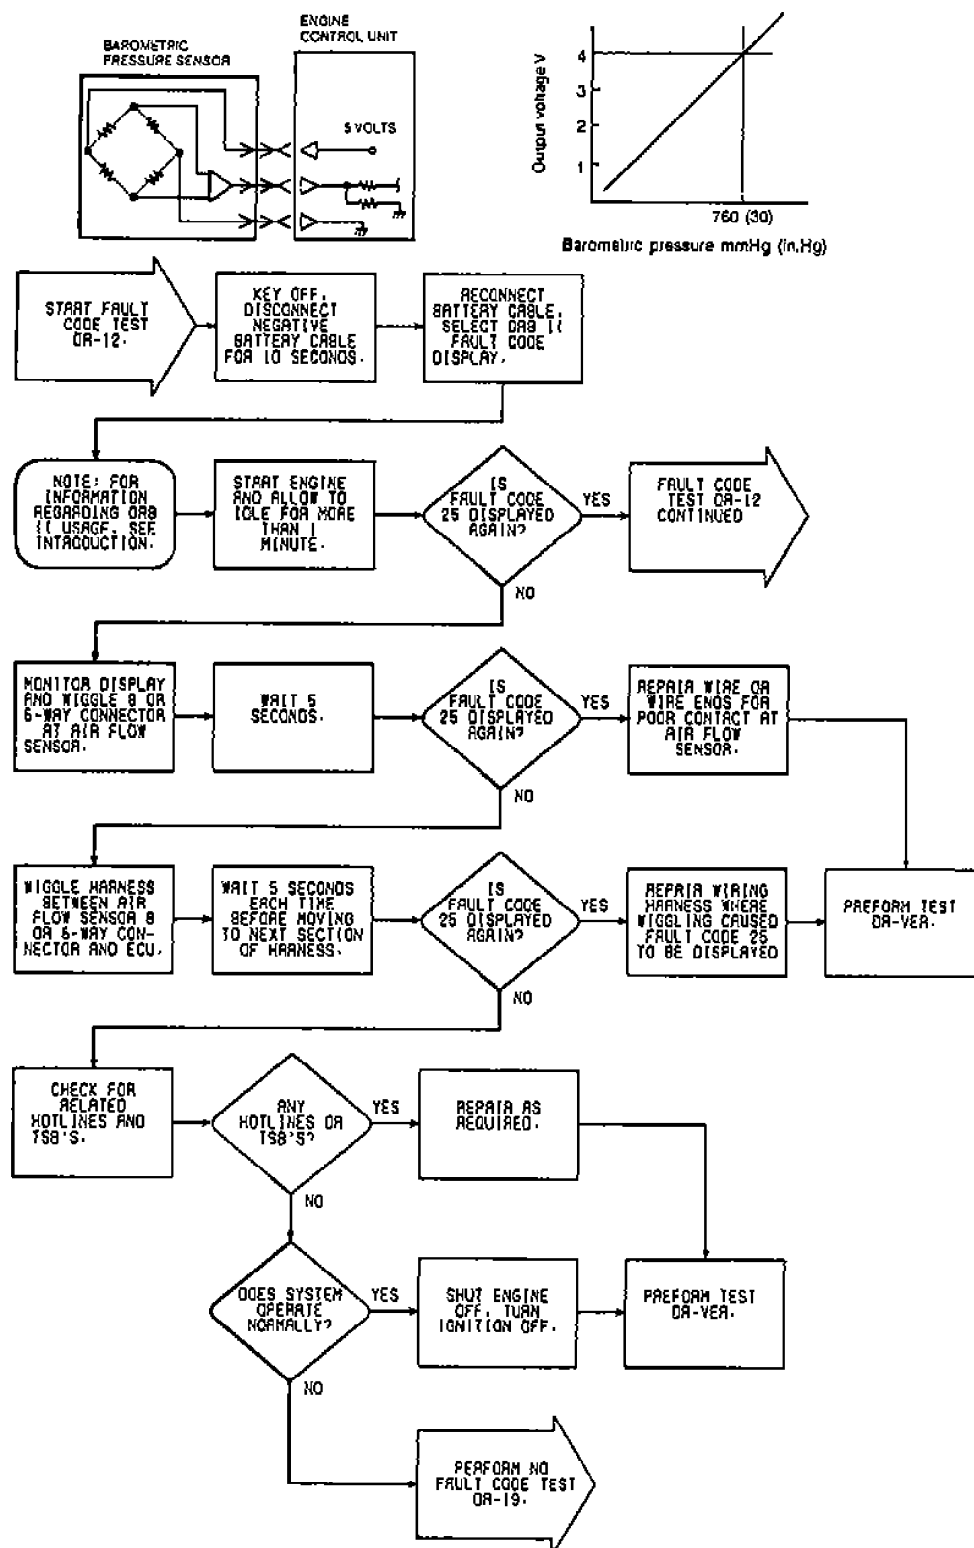 ENGINE
CONTROL UNIT
BAROMETRIC
PRESSURE SENSOR
5 VOLTS
Output voltage V
4
3
2
1
760 (30)
Barometric pressure mmHg (in.Hg)
START FAULT
CODE TEST
DR-12.
KEY OFF,
DISCONNECT
NEGATIVE
BATTERY CABLE
FOR 10 SECONDS.
RECONNECT
BATTERY CABLE,
SELECT DRB II
FAULT CODE
DISPLAY.
NOTE: FOR
INFORMATION
REGARDING DRB
II USAGE, SEE
INTRODUCTION.
START ENGINE
AND ALLOW TO
IDLE FOR MORE
THAN 1
MINUTE.
IS
FAULT CODE
25 DISPLAYED
AGAIN?
YES
FAULT CODE
TEST DR-12
CONTINUED
NO
MONITOR DISPLAY
AND WIGGLE 8 OR
6-WAY CONNECTOR
AT AIR FLOW
SENSOR.
WAIT 5
SECONDS.
IS
FAULT CODE
25 DISPLAYED
AGAIN?
YES
REPAIR WIRE OR
WIRE ENDS FOR
POOR CONTACT AT
AIR FLOW
SENSOR.
NO
WIGGLE HARNESS
BETWEEN AIR
FLOW SENSOR 8
OR 6-WAY CON-
NECTOR AND ECU.
WAIT 5 SECONDS
EACH TIME
BEFORE MOVING
TO NEXT SECTION
OF HARNESS.
IS
FAULT CODE
25 DISPLAYED
AGAIN?
YES
REPAIR WIRING
HARNESS WHERE
WIGGLING CAUSED
FAULT CODE 25
TO BE DISPLAYED
PREFORM TEST
DR-VER.
NO
CHECK FOR
RELATED
HOTLINES AND
TSB'S.
ANY
HOTLINES OR
TSB'S?
YES
REPAIR AS
REQUIRED.
NO
DOES SYSTEM
OPERATE
NORMALLY?
YES
SHUT ENGINE
OFF, TURN
IGNITION OFF.
PREFORM TEST
DR-VER.
NO
PERFORM NO
FAULT CODE TEST
DR-19.